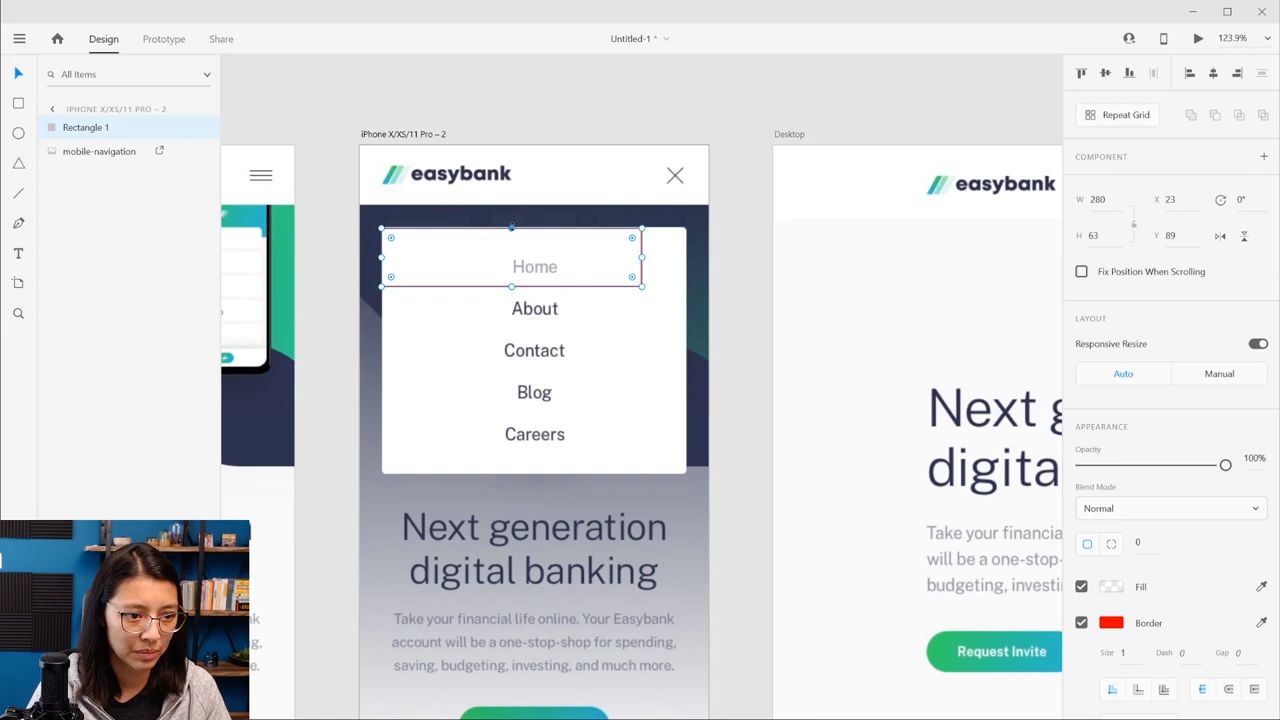 Design
Prototype
Share
Untitled-1 *
123.9%
All Items
IPHONE X/XS/11 PRO – 2
Rectangle 1
mobile-navigation
iPhone X/XS/11 Pro – 2
easybank
Home
About
Contact
Blog
Careers
Next generation
digital banking
Take your financial life online. Your Easybank
account will be a one-stop-shop for spending,
saving, budgeting, investing, and much more.
Desktop
easybank
Next g
digita
Take your financia
will be a one-stop-
budgeting, investi
Request Invite
Repeat Grid
COMPONENT
W 280 X 23 0°
H 63 Y 89
Fix Position When Scrolling
LAYOUT
Responsive Resize
Auto Manual
APPEARANCE
Opacity
100%
Blend Mode
Normal
0
Fill
Border
Size 1 Dash 0 Gap 0